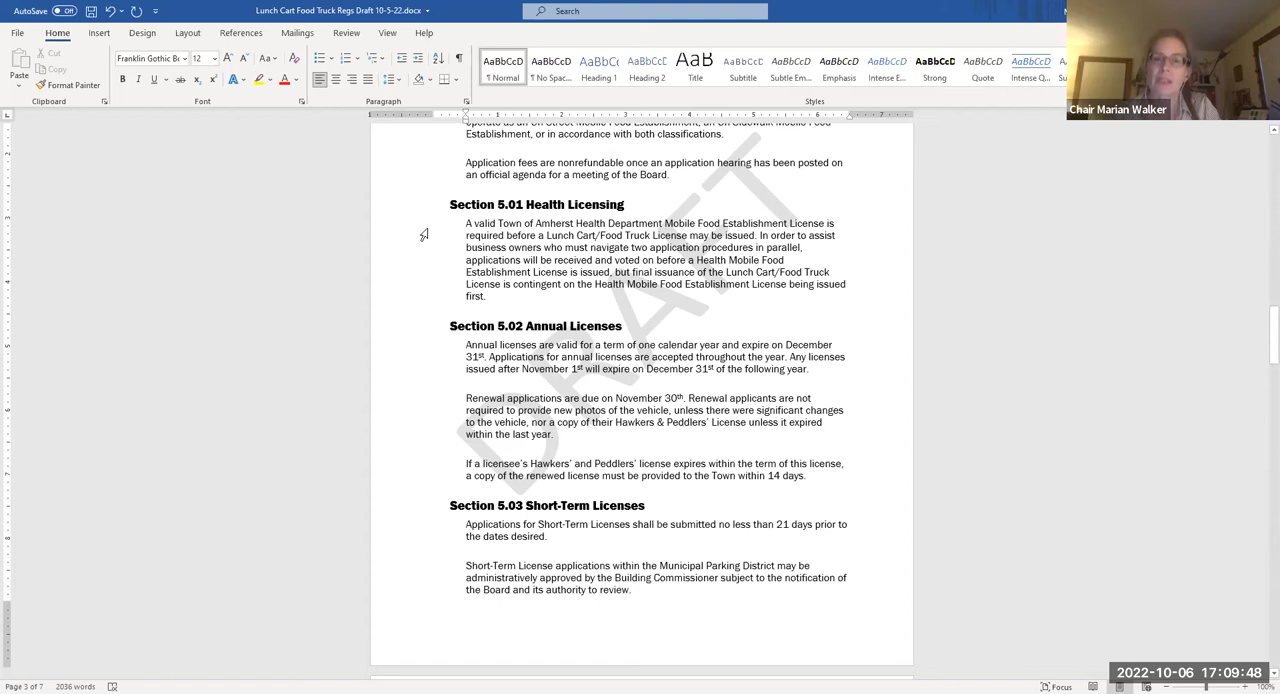 AutoSave Off Lunch Cart Food Truck Regs Draft 10-5-22.docx Search
File Home Insert Design Layout References Mailings Review View Help
Chair Marian Walker
Paste Cut Copy Format Painter
Franklin Gothic B 12
AaBbCcD AaBbCcD AaBbC AaBbCcC AaB AaBbCcD AaBbCcD AaBbCcD AaBbCcD AaBbCcD AaBbCcD AaBbCcD
¶ Normal ¶ No Spac... Heading 1 Heading 2 Title Subtitle Subtle Em... Emphasis Intense E... Strong Quote Intense Q...
Clipboard Font Paragraph Styles
Establishment, or in accordance with both classifications.
Application fees are nonrefundable once an application hearing has been posted on
an official agenda for a meeting of the Board.
Section 5.01 Health Licensing
A valid Town of Amherst Health Department Mobile Food Establishment License is
required before a Lunch Cart/Food Truck License may be issued. In order to assist
business owners who must navigate two application procedures in parallel,
applications will be received and voted on before a Health Mobile Food
Establishment License is issued, but final issuance of the Lunch Cart/Food Truck
License is contingent on the Health Mobile Food Establishment License being issued
first.
Section 5.02 Annual Licenses
Annual licenses are valid for a term of one calendar year and expire on December
31st. Applications for annual licenses are accepted throughout the year. Any licenses
issued after November 1st will expire on December 31st of the following year.
Renewal applications are due on November 30th. Renewal applicants are not
required to provide new photos of the vehicle, unless there were significant changes
to the vehicle, nor a copy of their Hawkers & Peddlers' License unless it expired
within the last year.
If a licensee's Hawkers' and Peddlers' license expires within the term of this license,
a copy of the renewed license must be provided to the Town within 14 days.
Section 5.03 Short-Term Licenses
Applications for Short-Term Licenses shall be submitted no less than 21 days prior to
the dates desired.
Short-Term License applications within the Municipal Parking District may be
administratively approved by the Building Commissioner subject to the notification of
the Board and its authority to review.
DRAFT
2022-10-06 17:09:48
Page 3 of 7 2036 words Focus 100%